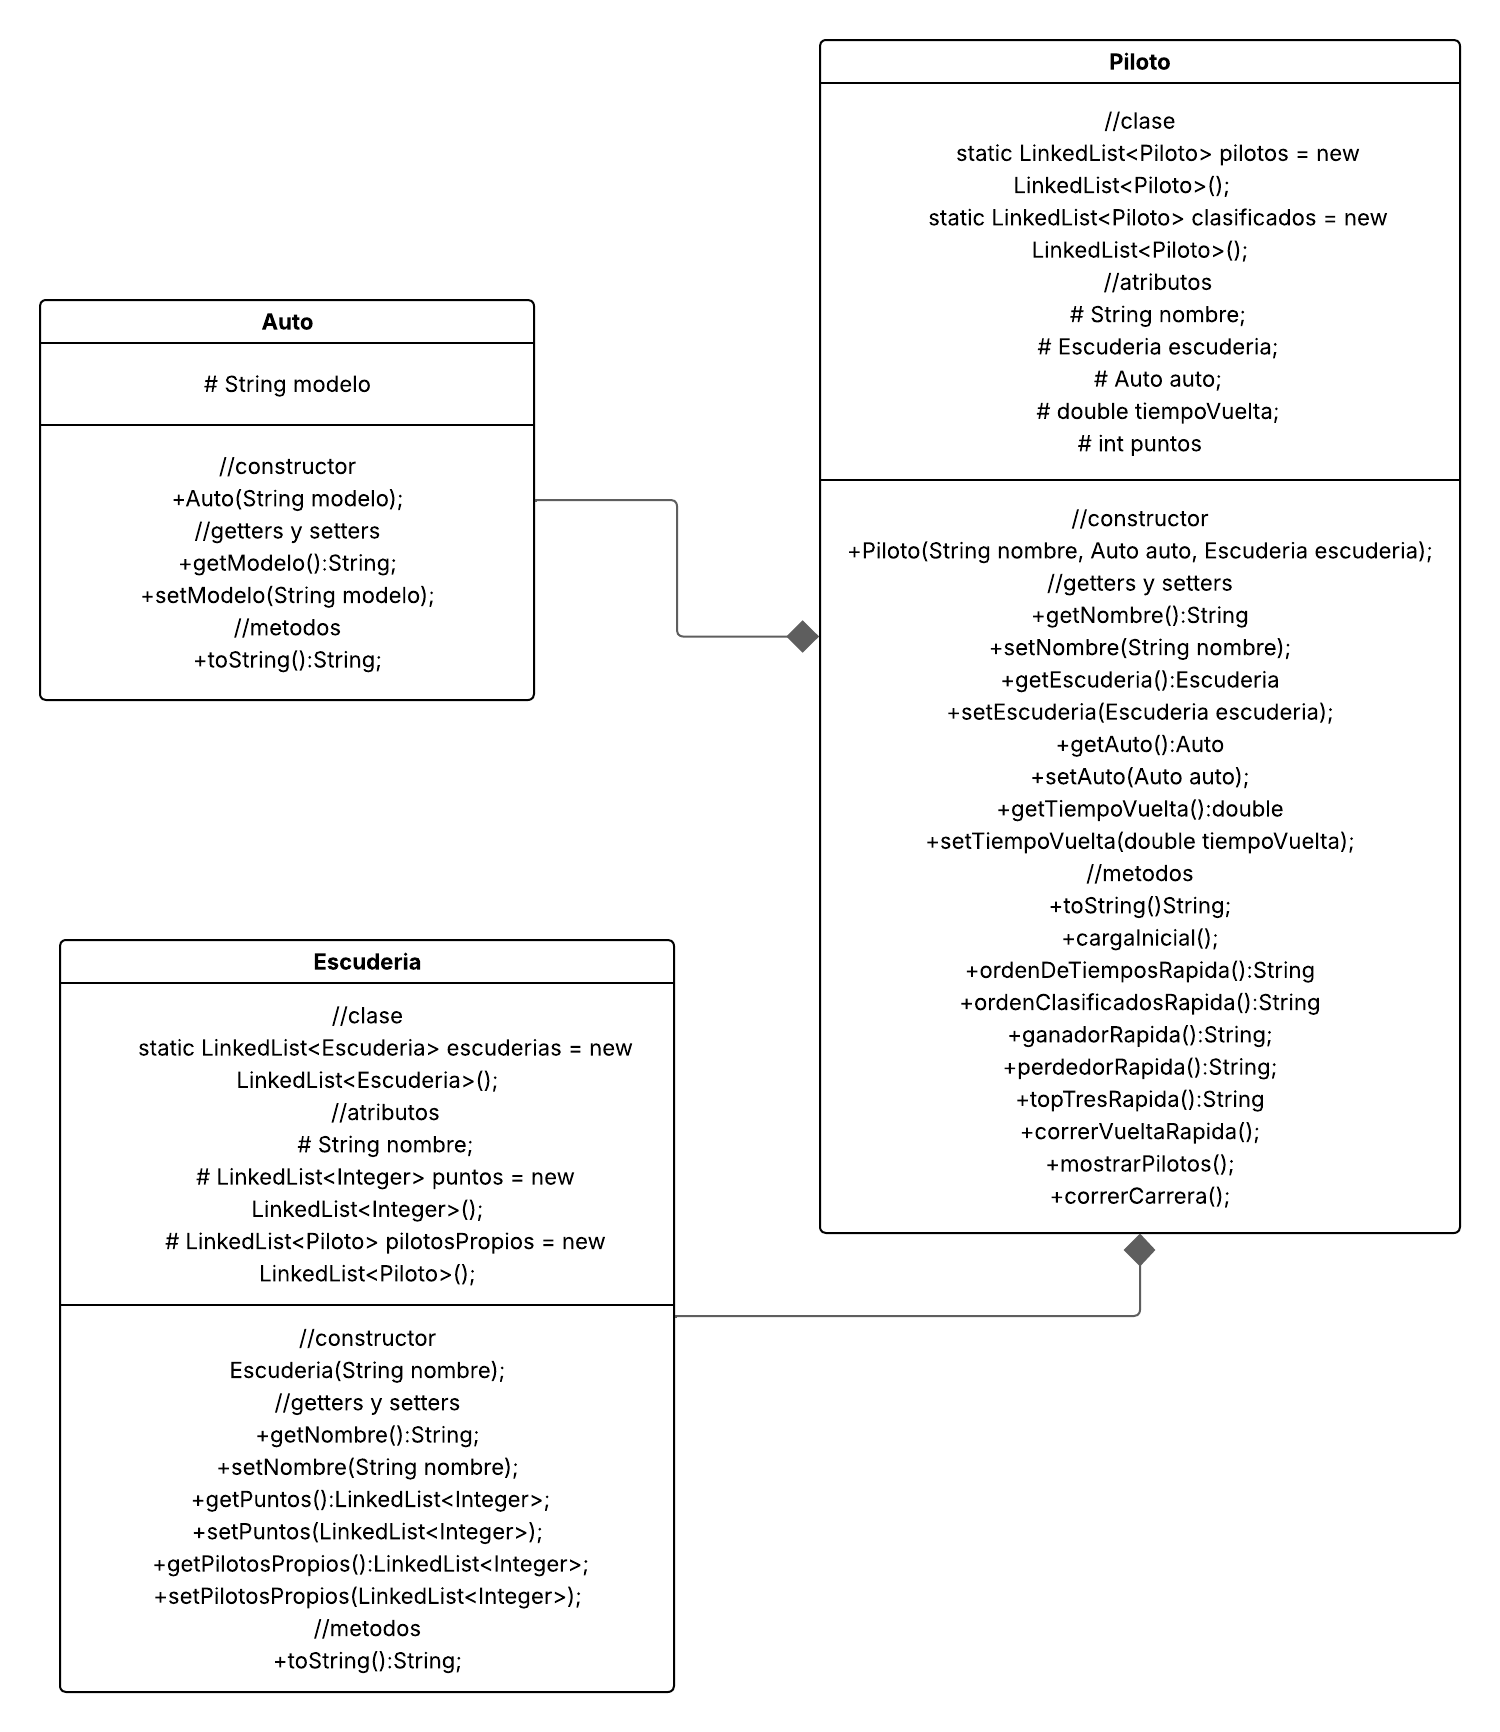 Piloto
//clase
static LinkedList<Piloto> pilotos = new
LinkedList<Piloto>();
static LinkedList<Piloto> clasificados = new
LinkedList<Piloto>();
//atributos
# String nombre;
# Escuderia escuderia;
# Auto auto;
# double tiempoVuelta;
# int puntos
//constructor
+Piloto(String nombre, Auto auto, Escuderia escuderia);
//getters y setters
+getNombre():String
+setNombre(String nombre);
+getEscuderia():Escuderia
+setEscuderia(Escuderia escuderia);
+getAuto():Auto
+setAuto(Auto auto);
+getTiempoVuelta():double
+setTiempoVuelta(double tiempoVuelta);
//metodos
+toString()String;
+cargaInicial();
+ordenDeTiemposRapida():String
+ordenClasificadosRapida():String
+ganadorRapida():String;
+perdedorRapida():String;
+topTresRapida():String
+correrVueltaRapida();
+mostrarPilotos();
+correrCarrera();
Auto
# String modelo
//constructor
+Auto(String modelo);
//getters y setters
+getModelo():String;
+setModelo(String modelo);
//metodos
+toString():String;
Escuderia
//clase
static LinkedList<Escuderia> escuderias = new
LinkedList<Escuderia>();
//atributos
# String nombre;
# LinkedList<Integer> puntos = new
LinkedList<Integer>();
# LinkedList<Piloto> pilotosPropios = new
LinkedList<Piloto>();
//constructor
Escuderia(String nombre);
//getters y setters
+getNombre():String;
+setNombre(String nombre);
+getPuntos():LinkedList<Integer>;
+setPuntos(LinkedList<Integer>);
+getPilotosPropios():LinkedList<Integer>;
+setPilotosPropios(LinkedList<Integer>);
//metodos
+toString():String;